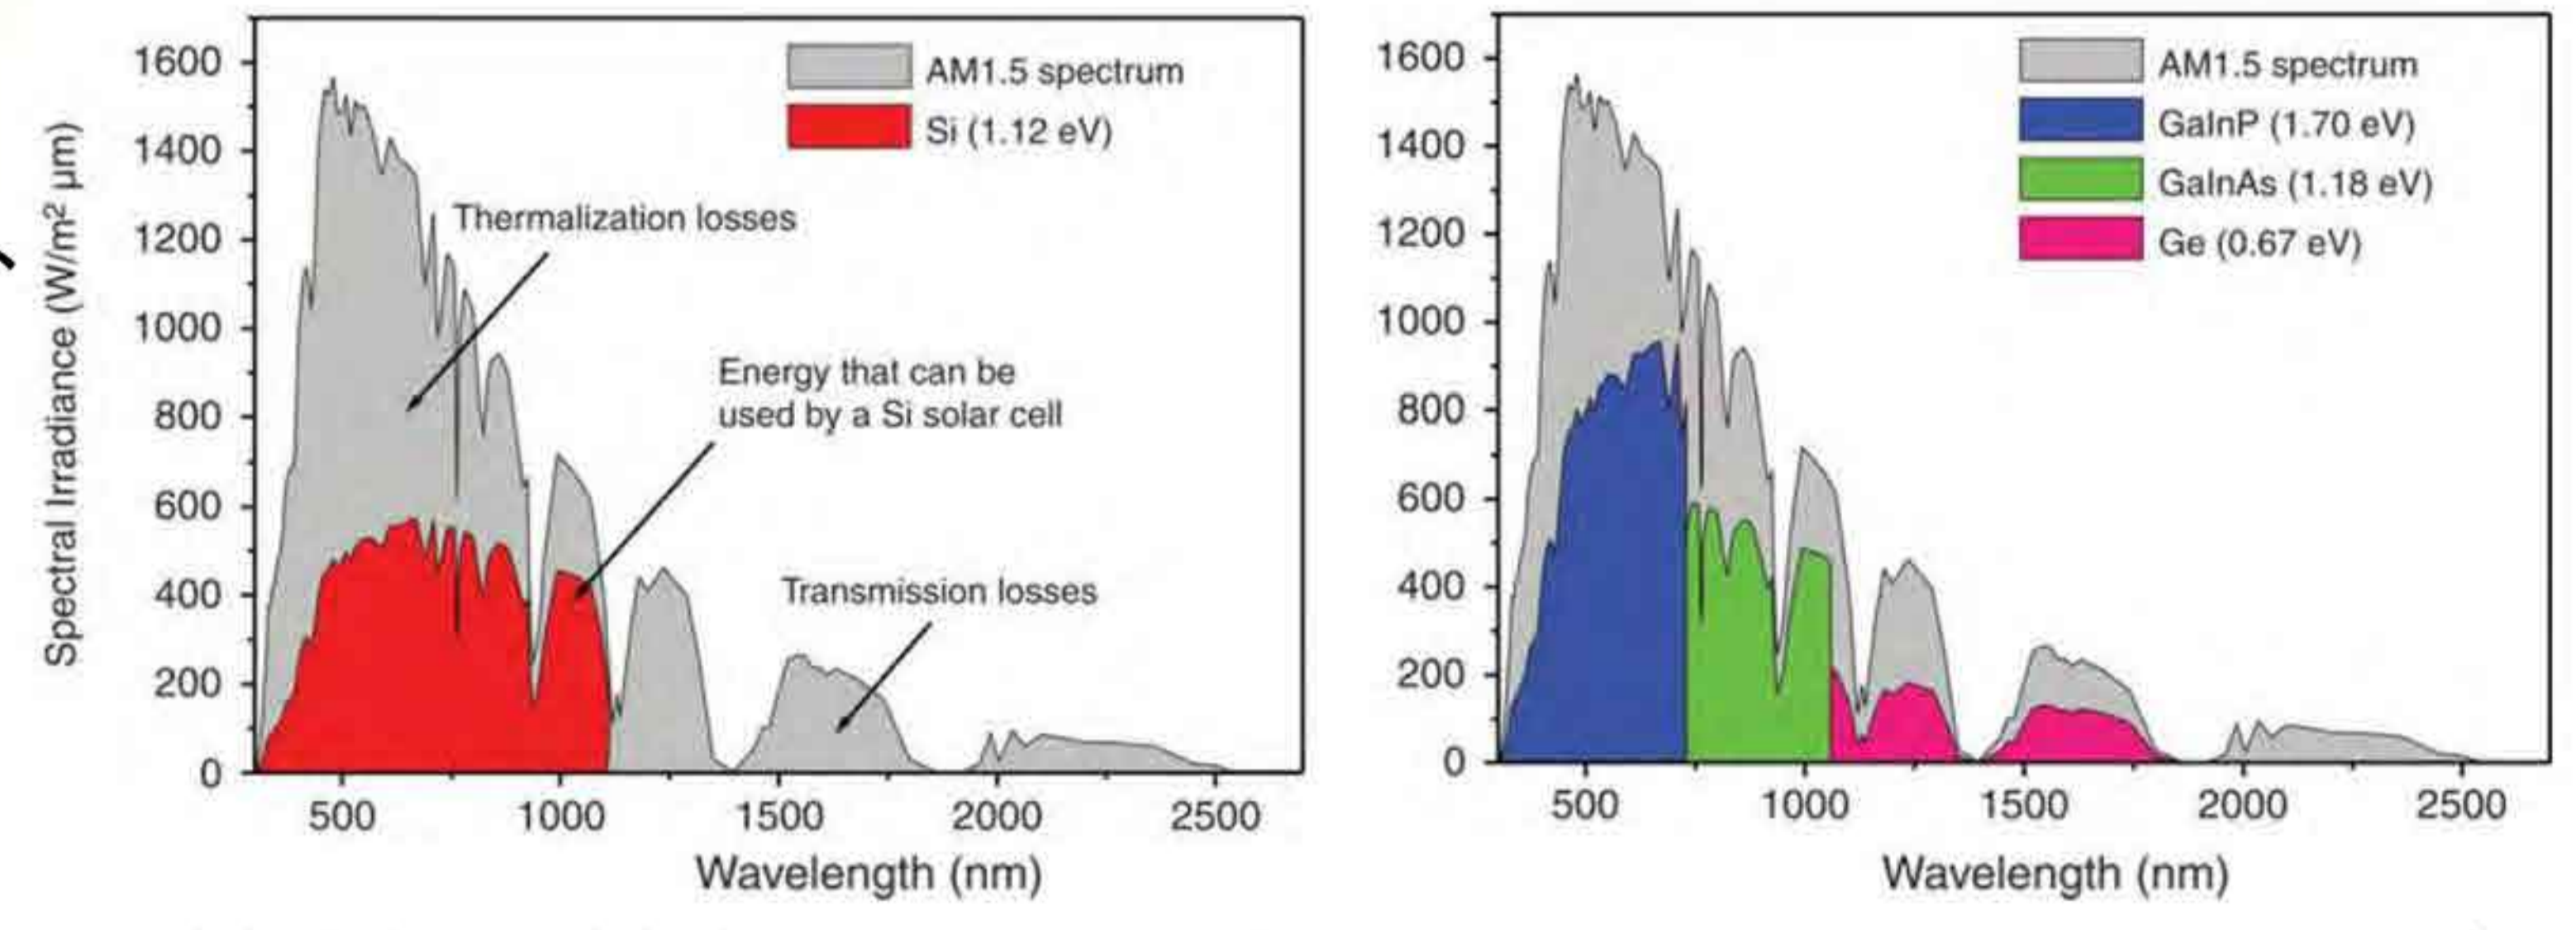 Spectral Irradiance (W/m² µm)
1600
1400
1200
1000
800
600
400
200
0
AM1.5 spectrum
Si (1.12 eV)
Thermalization losses
Energy that can be
used by a Si solar cell
Transmission losses
500 1000 1500 2000 2500
Wavelength (nm)
1600
1400
1200
1000
800
600
400
200
0
AM1.5 spectrum
GaInP (1.70 eV)
GaInAs (1.18 eV)
Ge (0.67 eV)
500 1000 1500 2000 2500
Wavelength (nm)